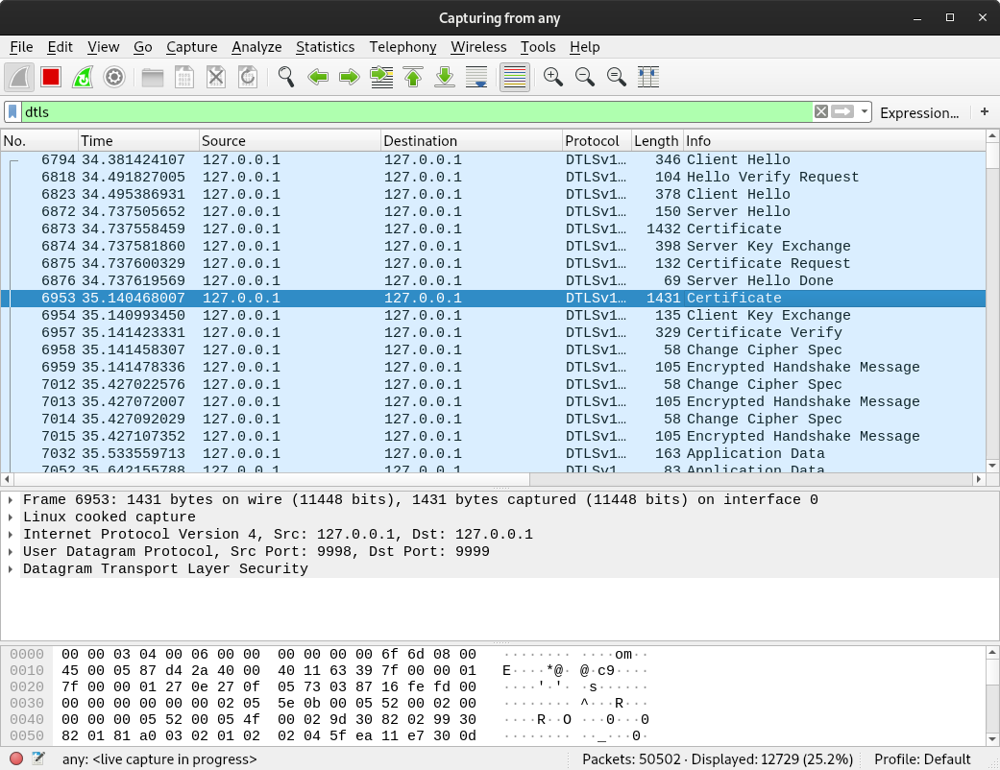 Capturing from any
File Edit View Go Capture Analyze Statistics Telephony Wireless Tools Help
dtls Expression… +
No. Time Source Destination Protocol Length Info
6794 34.381424107 127.0.0.1 127.0.0.1 DTLSv1… 346 Client Hello
6818 34.491827005 127.0.0.1 127.0.0.1 DTLSv1… 104 Hello Verify Request
6823 34.495386931 127.0.0.1 127.0.0.1 DTLSv1… 378 Client Hello
6872 34.737505652 127.0.0.1 127.0.0.1 DTLSv1… 150 Server Hello
6873 34.737558459 127.0.0.1 127.0.0.1 DTLSv1… 1432 Certificate
6874 34.737581860 127.0.0.1 127.0.0.1 DTLSv1… 398 Server Key Exchange
6875 34.737600329 127.0.0.1 127.0.0.1 DTLSv1… 132 Certificate Request
6876 34.737619569 127.0.0.1 127.0.0.1 DTLSv1… 69 Server Hello Done
6953 35.140468007 127.0.0.1 127.0.0.1 DTLSv1… 1431 Certificate
6954 35.140993450 127.0.0.1 127.0.0.1 DTLSv1… 135 Client Key Exchange
6957 35.141423331 127.0.0.1 127.0.0.1 DTLSv1… 329 Certificate Verify
6958 35.141458307 127.0.0.1 127.0.0.1 DTLSv1… 58 Change Cipher Spec
6959 35.141478336 127.0.0.1 127.0.0.1 DTLSv1… 105 Encrypted Handshake Message
7012 35.427022576 127.0.0.1 127.0.0.1 DTLSv1… 58 Change Cipher Spec
7013 35.427072007 127.0.0.1 127.0.0.1 DTLSv1… 105 Encrypted Handshake Message
7014 35.427092029 127.0.0.1 127.0.0.1 DTLSv1… 58 Change Cipher Spec
7015 35.427107352 127.0.0.1 127.0.0.1 DTLSv1… 105 Encrypted Handshake Message
7032 35.533559713 127.0.0.1 127.0.0.1 DTLSv1… 163 Application Data
7052 35.642155788 127.0.0.1 127.0.0.1 DTLSv1… 83 Application Data
Frame 6953: 1431 bytes on wire (11448 bits), 1431 bytes captured (11448 bits) on interface 0
Linux cooked capture
Internet Protocol Version 4, Src: 127.0.0.1, Dst: 127.0.0.1
User Datagram Protocol, Src Port: 9998, Dst Port: 9999
Datagram Transport Layer Security
0000 00 00 03 04 00 06 00 00 00 00 00 00 6f 6d 08 00 ········ ····om··
0010 45 00 05 87 d4 2a 40 00 40 11 63 39 7f 00 00 01 E····*@· @·c9····
0020 7f 00 00 01 27 0e 27 0f 05 73 03 87 16 fe fd 00 ····'·'· ·s······
0030 00 00 00 00 00 00 02 05 5e 0b 00 05 52 00 02 00 ········ ^···R···
0040 00 00 00 05 52 00 05 4f 00 02 9d 30 82 02 99 30 ····R··O ···0···0
0050 82 01 81 a0 03 02 01 02 02 04 5f ea 11 e7 30 0d ········ ··_···0·
any: <live capture in progress> Packets: 50502 · Displayed: 12729 (25.2%) Profile: Default